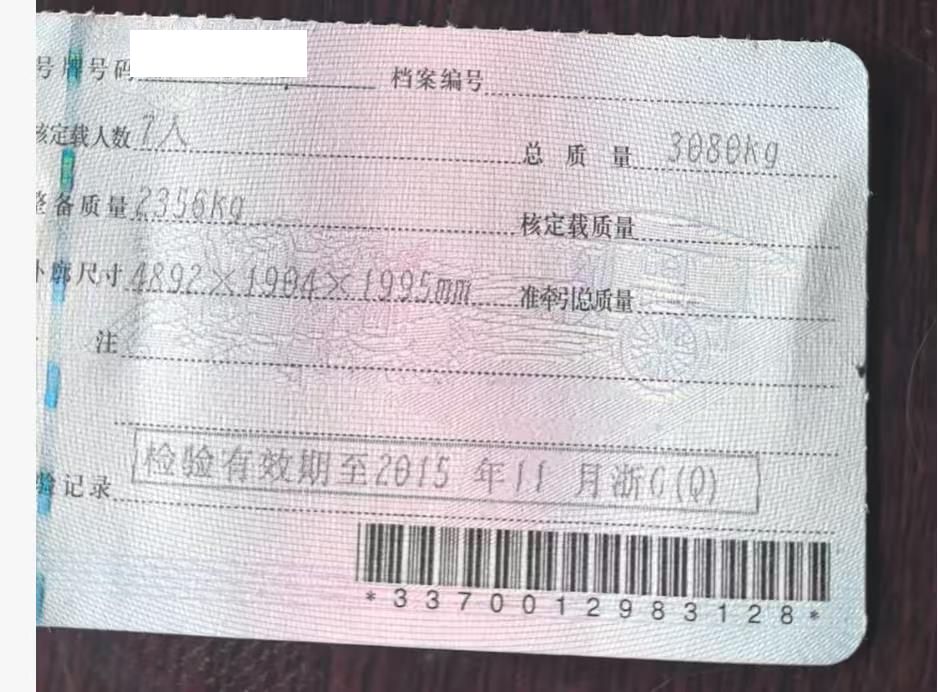 号牌号码 档案编号
核定载人数 7人 总质量 3080kg
整备质量 2356kg 核定载质量
外廓尺寸 4892×1904×1995mm 准牵引总质量
注
检验有效期至2015年11月浙C(Q)
验记录
*3370012983128*